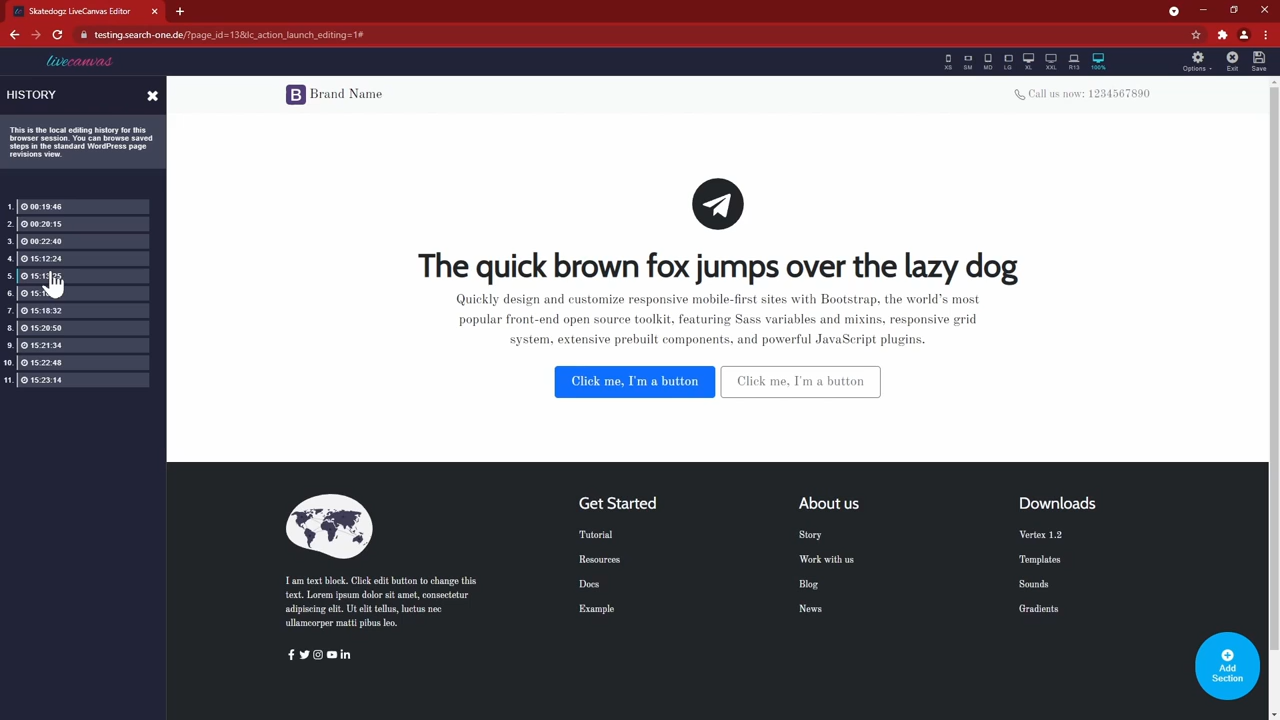 Skatedogz LiveCanvas Editor
testing.search-one.de/?page_id=13&lc_action_launch_editing=1#
livecanvas
XS SM MD LG XL XXL R13 100%
Options Exit Save
HISTORY
This is the local editing history for this
browser session. You can browse saved
steps in the standard WordPress page
revisions view.
1. 00:19:46
2. 00:20:15
3. 00:22:40
4. 15:12:24
5.
6.
7. 15:18:32
8. 15:20:50
9. 15:21:34
10. 15:22:48
11. 15:23:14
B Brand Name
Call us now: 1234567890
The quick brown fox jumps over the lazy dog
Quickly design and customize responsive mobile-first sites with Bootstrap, the world's most
popular front-end open source toolkit, featuring Sass variables and mixins, responsive grid
system, extensive prebuilt components, and powerful JavaScript plugins.
Click me, I'm a button
Click me, I'm a button
I am text block. Click edit button to change this
text. Lorem ipsum dolor sit amet, consectetur
adipiscing elit. Ut elit tellus, luctus nec
ullamcorper matti pibus leo.
Get Started
Tutorial
Resources
Docs
Example
About us
Story
Work with us
Blog
News
Downloads
Vertex 1.2
Templates
Sounds
Gradients
Add
Section